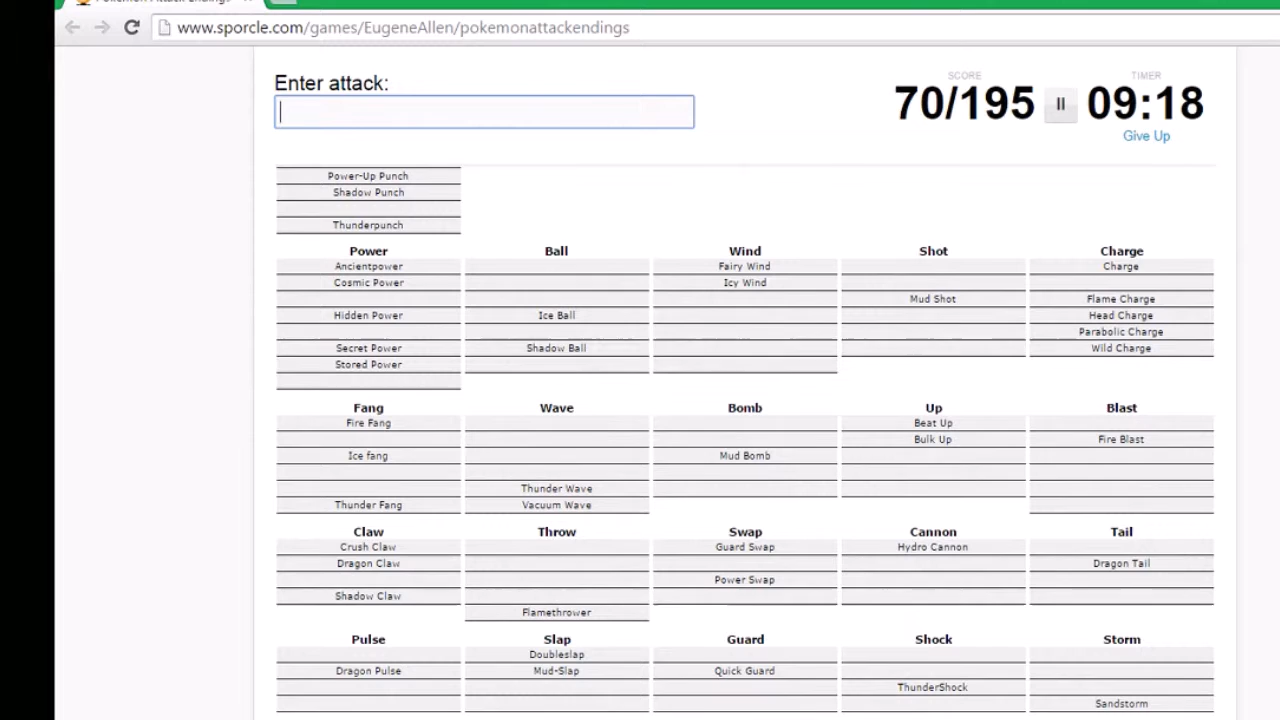 www.sporcle.com/games/EugeneAllen/pokemonattackendings
Enter attack:
SCORE
70/195
TIMER
09:18
Give Up
Power-Up Punch
Shadow Punch
Thunderpunch
Power Ball Wind Shot Charge
Ancientpower Fairy Wind Charge
Cosmic Power Icy Wind
Mud Shot Flame Charge
Hidden Power Ice Ball Head Charge
Parabolic Charge
Secret Power Shadow Ball Wild Charge
Stored Power
Fang Wave Bomb Up Blast
Fire Fang Beat Up
Bulk Up Fire Blast
Ice fang Mud Bomb
Thunder Wave
Thunder Fang Vacuum Wave
Claw Throw Swap Cannon Tail
Crush Claw Guard Swap Hydro Cannon
Dragon Claw Dragon Tail
Power Swap
Shadow Claw
Flamethrower
Pulse Slap Guard Shock Storm
Doubleslap
Dragon Pulse Mud-Slap Quick Guard
ThunderShock
Sandstorm